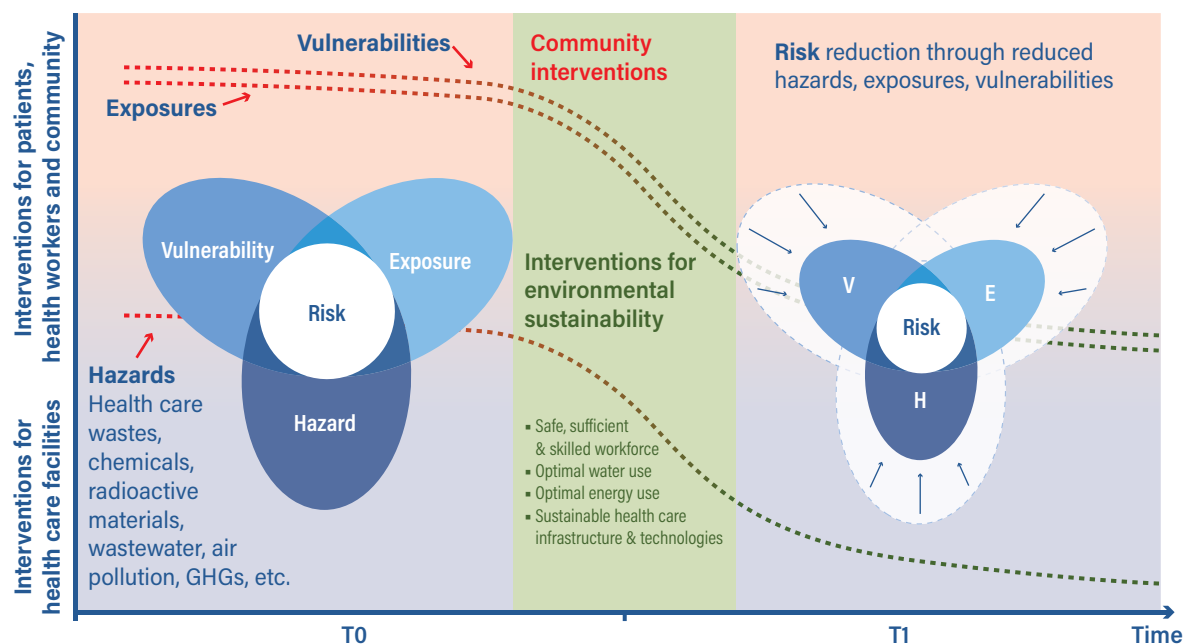 Interventions for patients,
health workers and community
Interventions for
health care facilities
Vulnerabilities
Exposures
Community
interventions
Risk reduction through reduced
hazards, exposures, vulnerabilities
Vulnerability
Exposure
Risk
Hazard
Hazards
Health care
wastes,
chemicals,
radioactive
materials,
wastewater, air
pollution, GHGs, etc.
Interventions for
environmental
sustainability
▪ Safe, sufficient
& skilled workforce
▪ Optimal water use
▪ Optimal energy use
▪ Sustainable health care
infrastructure & technologies
V
E
Risk
H
T0
T1
Time